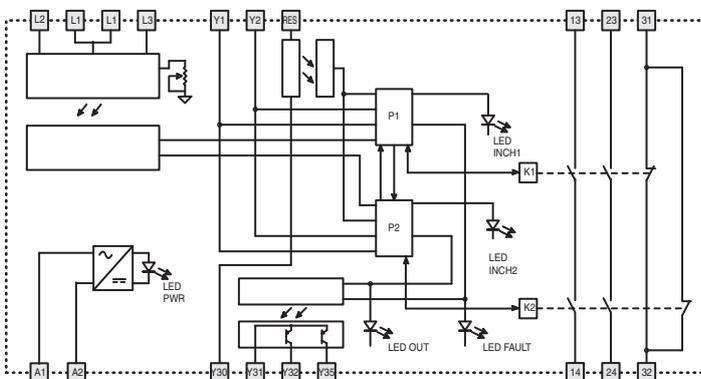 L2 L1 L1 L3 Y1 Y2 RES 13 23 31
P1
LED
INCH1
K1
P2
LED
INCH2
LED
PWR
K2
LED OUT LED FAULT
A1 A2 Y30 Y31 Y32 Y35 14 24 32